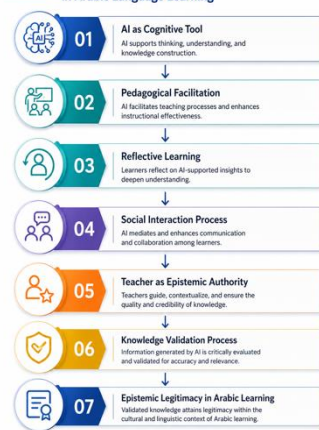 AI
01
AI as Cognitive Tool
AI supports thinking, understanding, and
knowledge construction.
02
Pedagogical Facilitation
AI facilitates teaching processes and enhances
instructional effectiveness.
03
Reflective Learning
Learners reflect on AI-supported insights to
deepen understanding.
04
Social Interaction Process
AI mediates and enhances communication
and collaboration among learners.
05
Teacher as Epistemic Authority
Teachers guide, contextualize, and ensure the
quality and credibility of knowledge.
06
Knowledge Validation Process
Information generated by AI is critically evaluated
and validated for accuracy and relevance.
07
Epistemic Legitimacy in Arabic Learning
Validated knowledge attains legitimacy within the
cultural and linguistic context of Arabic learning.